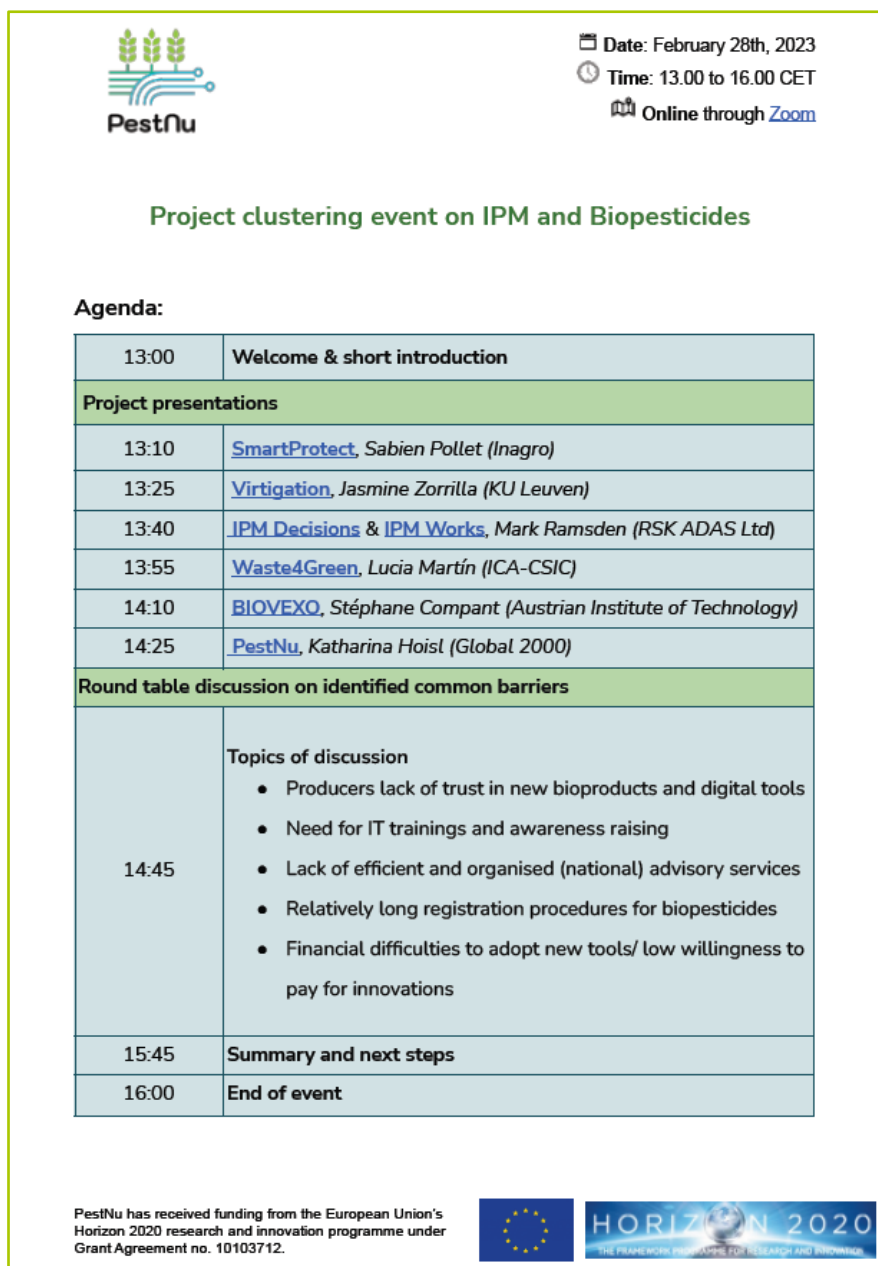 PestNu
Date: February 28th, 2023
Time: 13.00 to 16.00 CET
Online through Zoom
Project clustering event on IPM and Biopesticides
Agenda:
13:00 Welcome & short introduction
Project presentations
13:10 SmartProtect, Sabien Pollet (Inagro)
13:25 Virtigation, Jasmine Zorrilla (KU Leuven)
13:40 IPM Decisions & IPM Works, Mark Ramsden (RSK ADAS Ltd)
13:55 Waste4Green, Lucia Martín (ICA-CSIC)
14:10 BIOVEXO, Stéphane Compant (Austrian Institute of Technology)
14:25 PestNu, Katharina Hoisl (Global 2000)
Round table discussion on identified common barriers
14:45 Topics of discussion
● Producers lack of trust in new bioproducts and digital tools
● Need for IT trainings and awareness raising
● Lack of efficient and organised (national) advisory services
● Relatively long registration procedures for biopesticides
● Financial difficulties to adopt new tools/ low willingness to
pay for innovations
15:45 Summary and next steps
16:00 End of event
PestNu has received funding from the European Union's
Horizon 2020 research and innovation programme under
Grant Agreement no. 10103712.
HORIZON 2020
THE FRAMEWORK PROGRAMME FOR RESEARCH AND INNOVATION